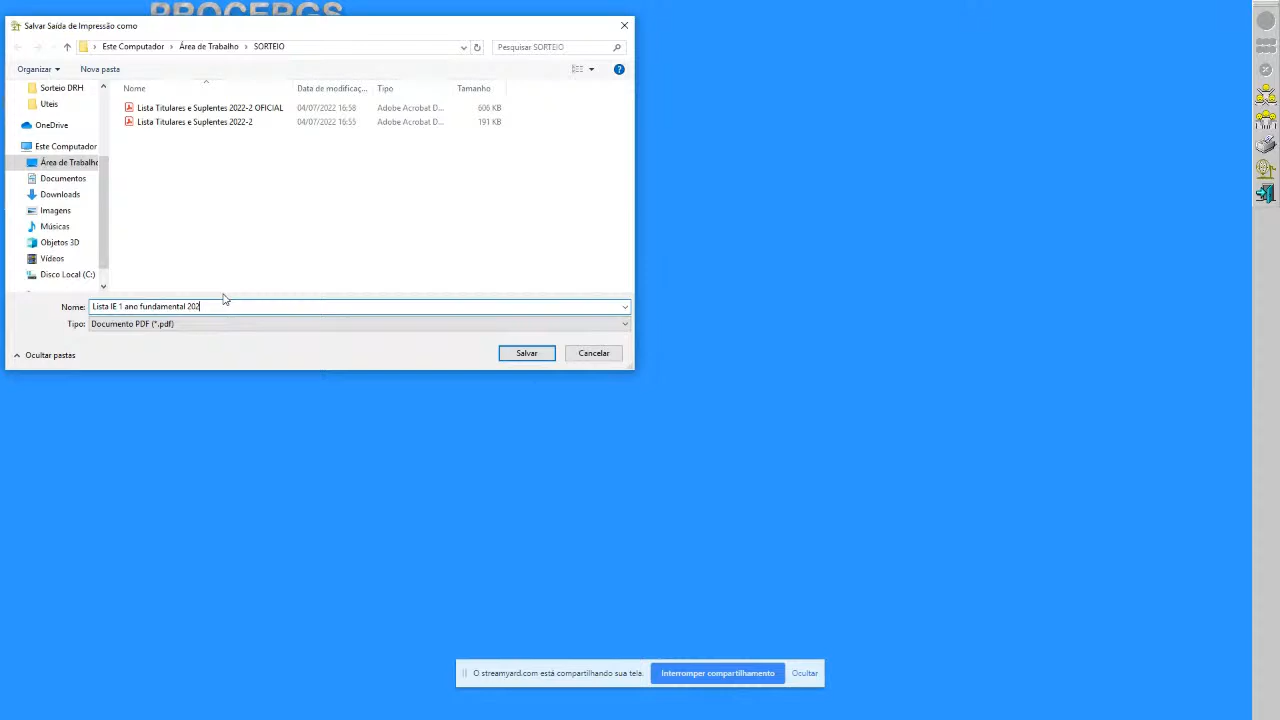 PROCERGS
Salvar Saída de Impressão como
Este Computador > Área de Trabalho > SORTEIO
Pesquisar SORTEIO
Organizar
Nova pasta
Sorteio DRH
Uteis
OneDrive
Este Computador
Área de Trabalho
Documentos
Downloads
Imagens
Músicas
Objetos 3D
Vídeos
Disco Local (C:)
Nome Data de modificaç... Tipo Tamanho
Lista Titulares e Suplentes 2022-2 OFICIAL 04/07/2022 16:58 Adobe Acrobat D... 606 KB
Lista Titulares e Suplentes 2022-2 04/07/2022 16:55 Adobe Acrobat D... 191 KB
Nome: Lista IE 1 ano fundamental 202
Tipo: Documento PDF (*.pdf)
Ocultar pastas
Salvar
Cancelar
O streamyard.com está compartilhando sua tela.
Interromper compartilhamento
Ocultar